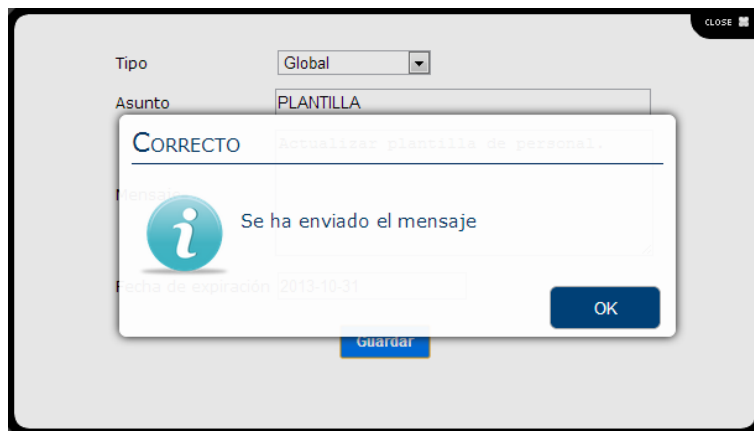 CLOSE
Tipo Global
Asunto PLANTILLA
CORRECTO
Actualizar plantilla de personal.
Mensaje
Se ha enviado el mensaje
Fecha de expiración 2013-10-31
OK
Guardar